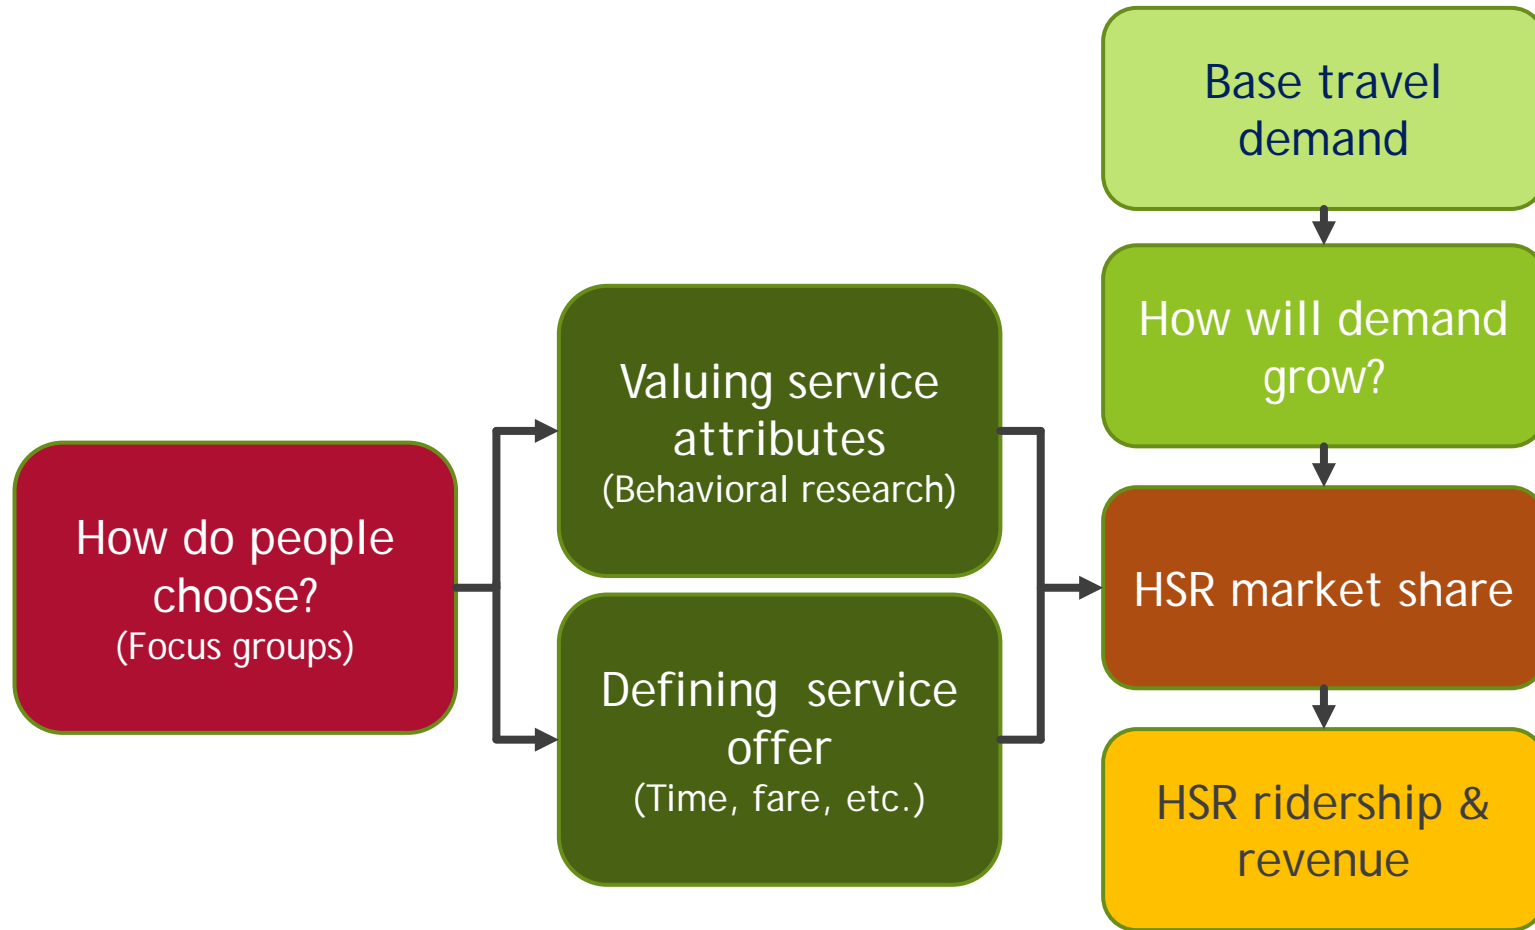 How do people
choose?
(Focus groups)
Valuing service
attributes
(Behavioral research)
Defining service
offer
(Time, fare, etc.)
Base travel
demand
How will demand
grow?
HSR market share
HSR ridership &
revenue